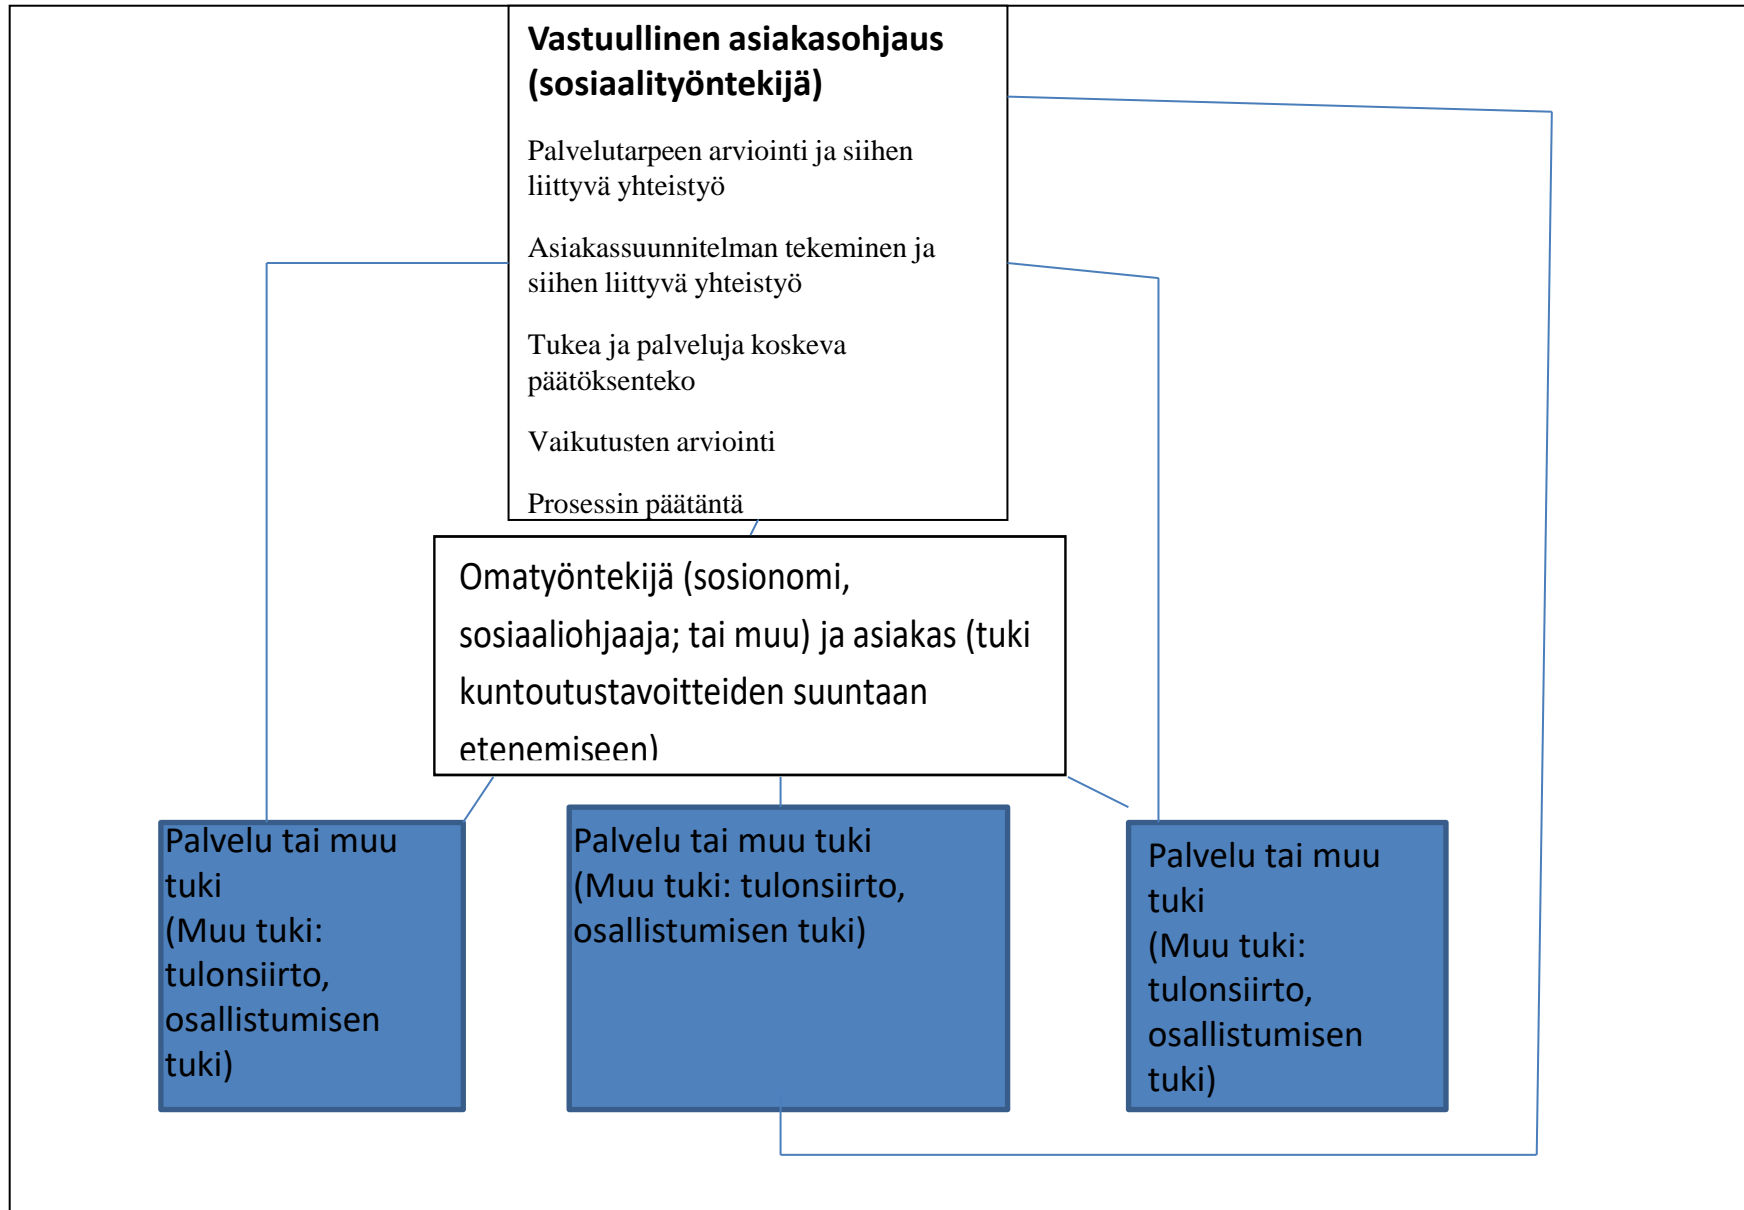 Vastuullinen asiakasohjaus
(sosiaalityöntekijä)
Palvelutarpeen arviointi ja siihen
liittyvä yhteistyö
Asiakassuunnitelman tekeminen ja
siihen liittyvä yhteistyö
Tukea ja palveluja koskeva
päätöksenteko
Vaikutusten arviointi
Prosessin päätäntä
Omatyöntekijä (sosionomi,
sosiaaliohjaaja; tai muu) ja asiakas (tuki
kuntoutustavoitteiden suuntaan
etenemiseen)
Palvelu tai muu
tuki
(Muu tuki:
tulonsiirto,
osallistumisen
tuki)
Palvelu tai muu tuki
(Muu tuki: tulonsiirto,
osallistumisen tuki)
Palvelu tai muu
tuki
(Muu tuki:
tulonsiirto,
osallistumisen
tuki)